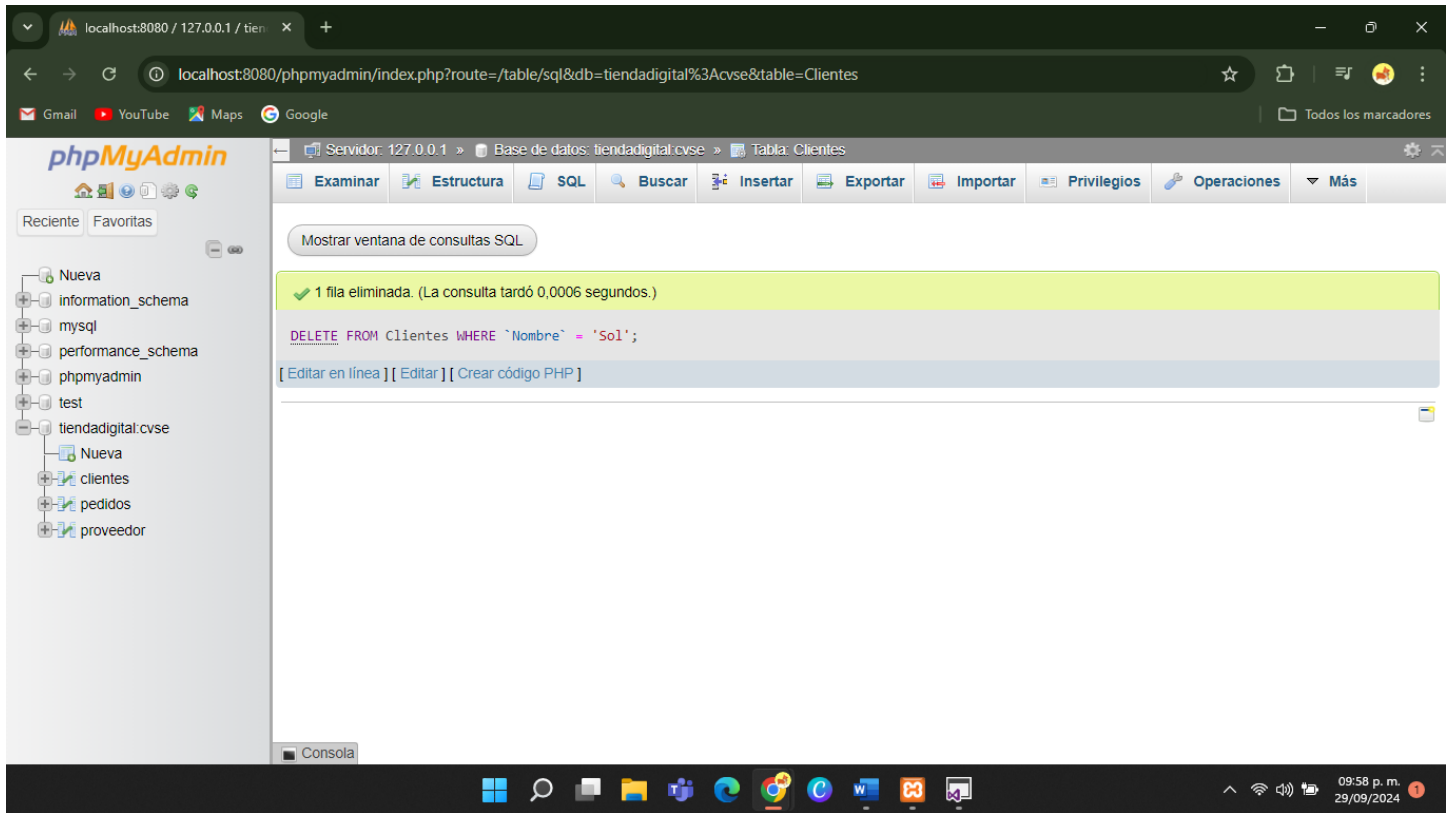 localhost:8080 / 127.0.0.1 / tien
localhost:8080/phpmyadmin/index.php?route=/table/sql&db=tiendadigital%3Acvse&table=Clientes
Gmail YouTube Maps Google Todos los marcadores
phpMyAdmin
Reciente Favoritas
Nueva
information_schema
mysql
performance_schema
phpmyadmin
test
tiendadigital:cvse
Nueva
clientes
pedidos
proveedor
Servidor: 127.0.0.1 » Base de datos: tiendadigital:cvse » Tabla: Clientes
Examinar Estructura SQL Buscar Insertar Exportar Importar Privilegios Operaciones Más
Mostrar ventana de consultas SQL
1 fila eliminada. (La consulta tardó 0,0006 segundos.)
DELETE FROM Clientes WHERE `Nombre` = 'Sol';
[ Editar en línea ] [ Editar ] [ Crear código PHP ]
Consola
09:58 p. m.
29/09/2024
1